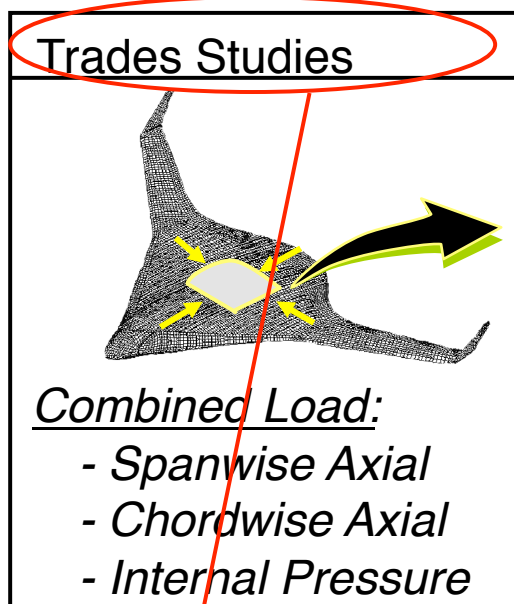 Trades Studies
Combined Load:
- Spanwise Axial
- Chordwise Axial
- Internal Pressure